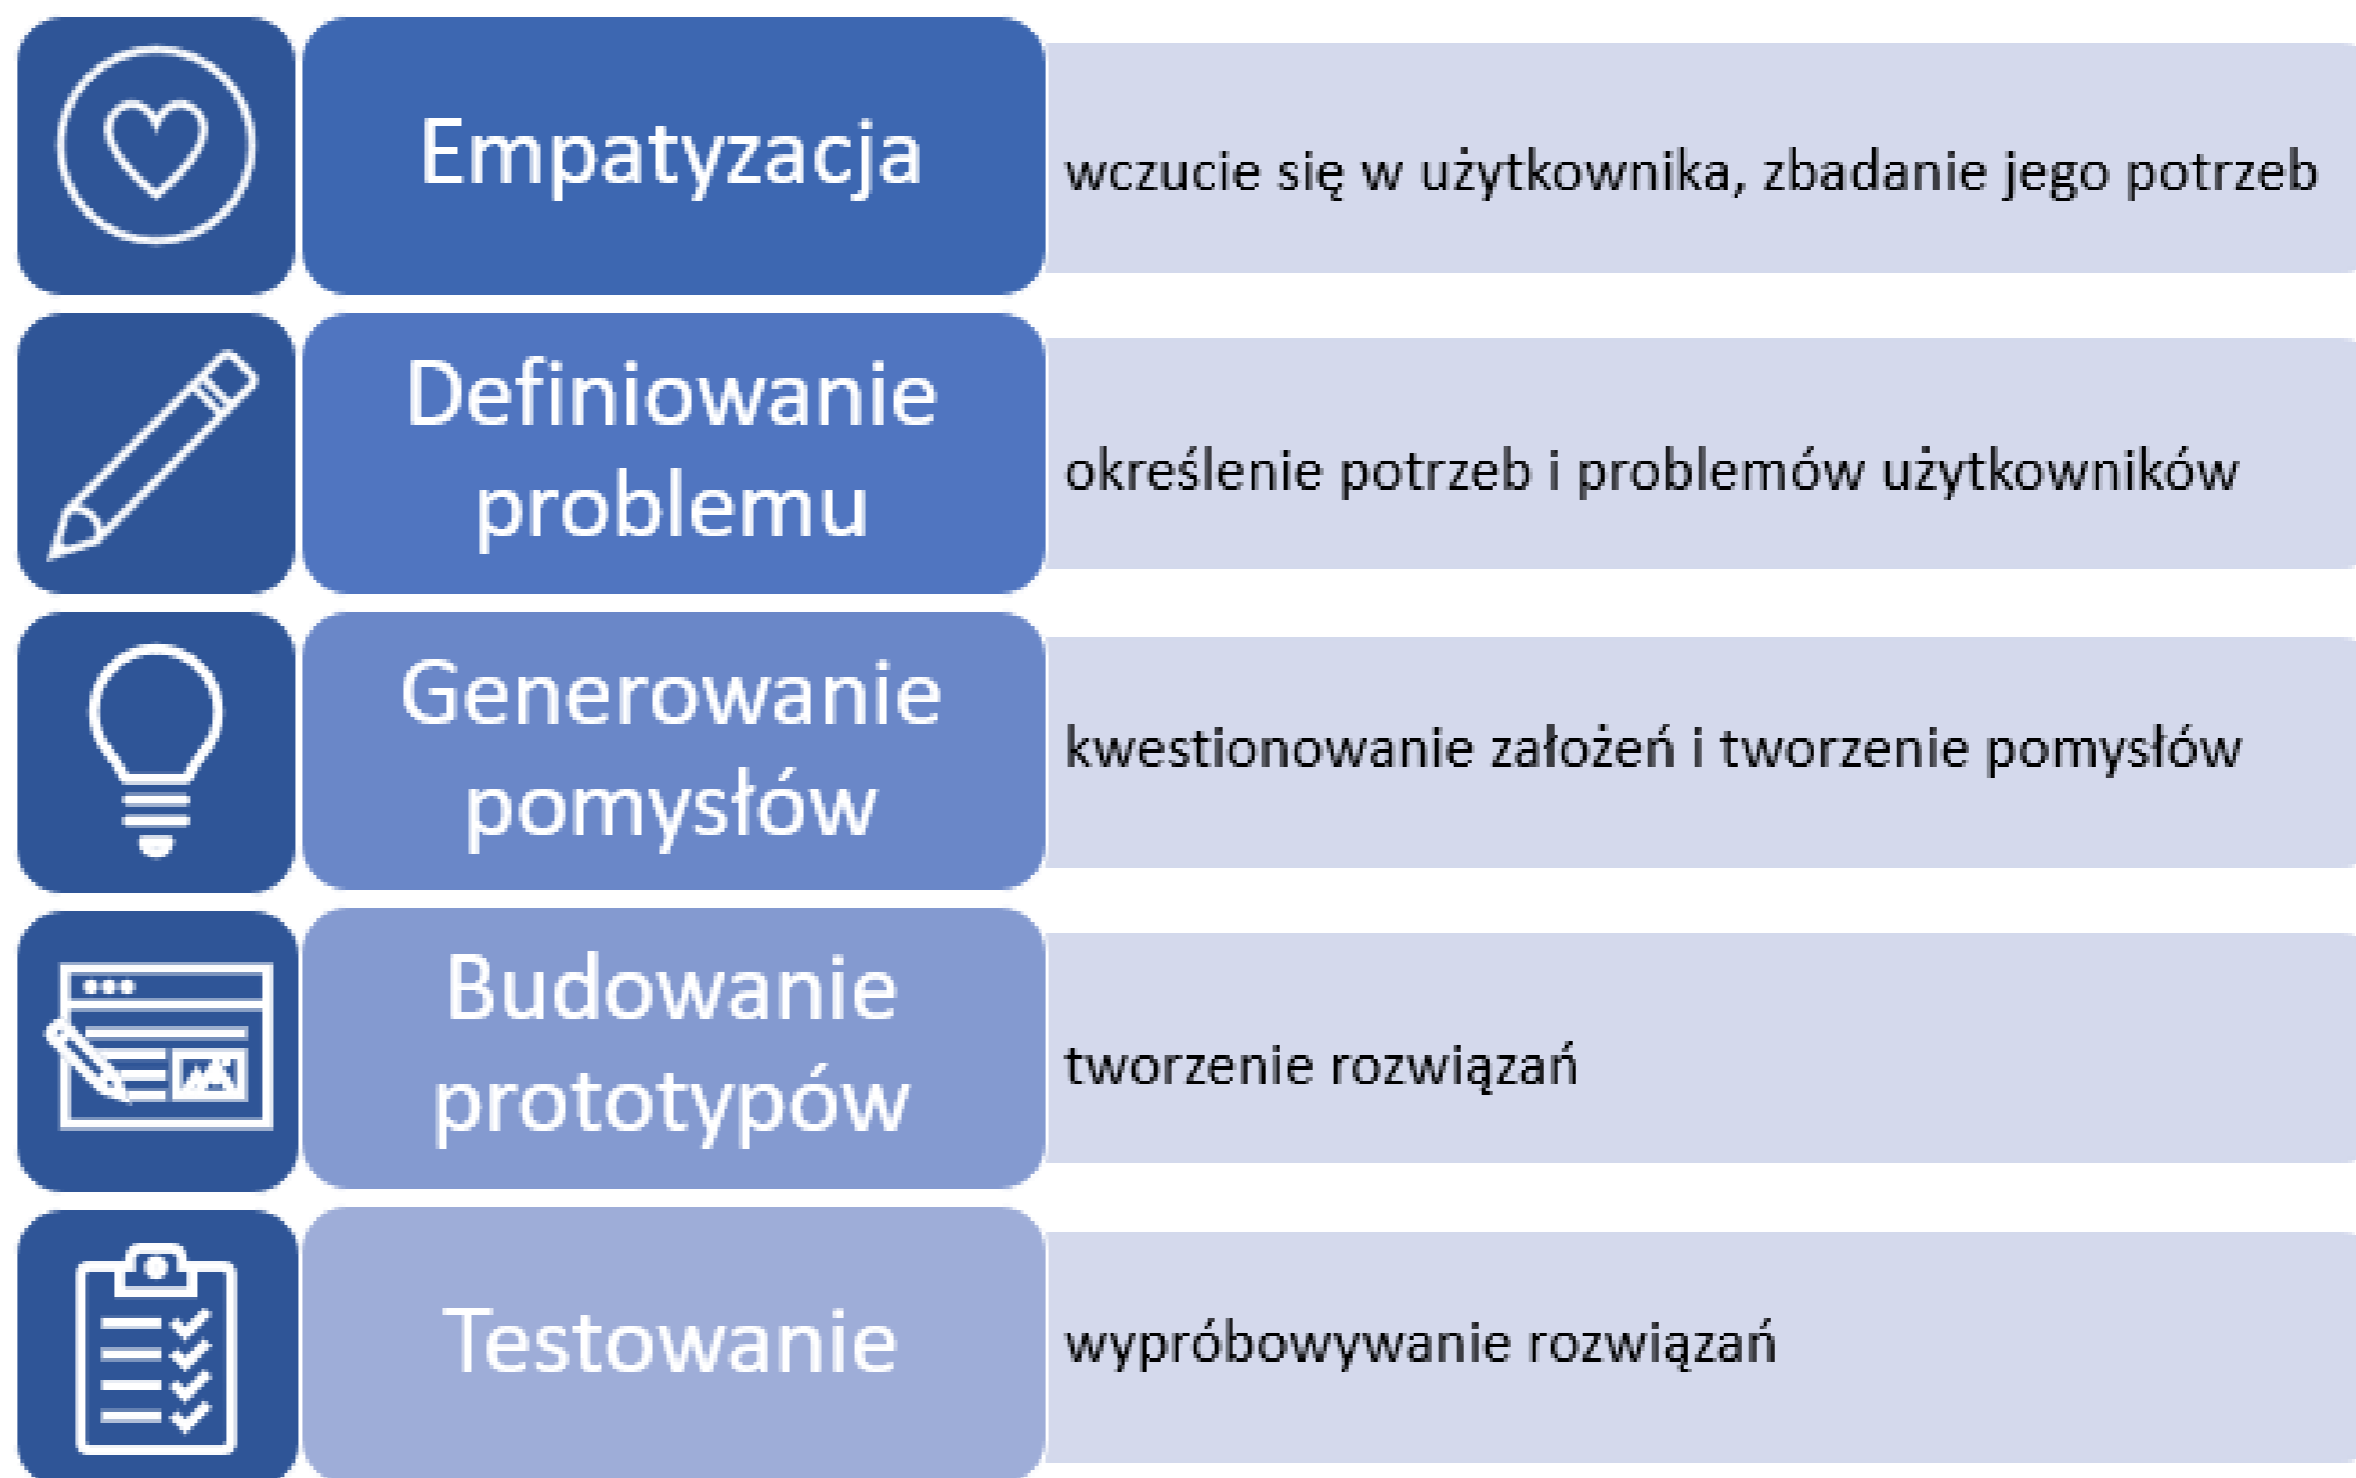 Empatyzacja
wczucie się w użytkownika, zbadanie jego potrzeb
Definiowanie
problemu
określenie potrzeb i problemów użytkowników
Generowanie
pomysłów
kwestionowanie założeń i tworzenie pomysłów
Budowanie
prototypów
tworzenie rozwiązań
Testowanie
wypróbowywanie rozwiązań